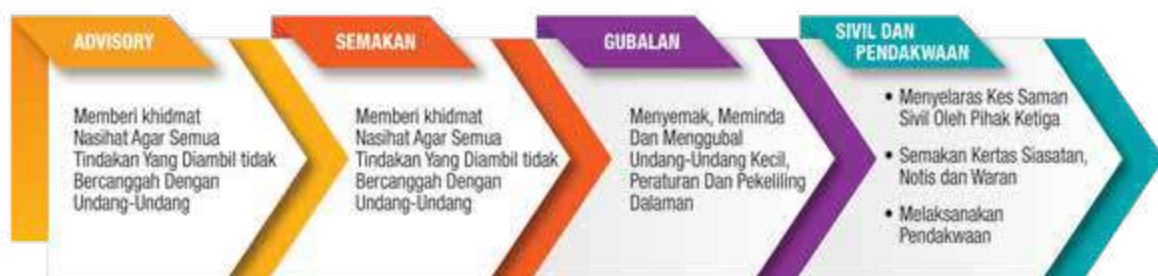 ADVISORY
Memberi khidmat
Nasihat Agar Semua
Tindakan Yang Diambil tidak
Bercanggah Dengan
Undang-Undang
SEMAKAN
Memberi khidmat
Nasihat Agar Semua
Tindakan Yang Diambil tidak
Bercanggah Dengan
Undang-Undang
GUBALAN
Menyemak, Meminda
Dan Menggubal
Undang-Undang Kecil,
Peraturan Dan Pekeliling
Dalaman
SIVIL DAN
PENDAKWAAN
• Menyelaras Kes Saman
Sivil Oleh Pihak Ketiga
• Semakan Kertas Siasatan,
Notis dan Waran
• Melaksanakan
Pendakwaan